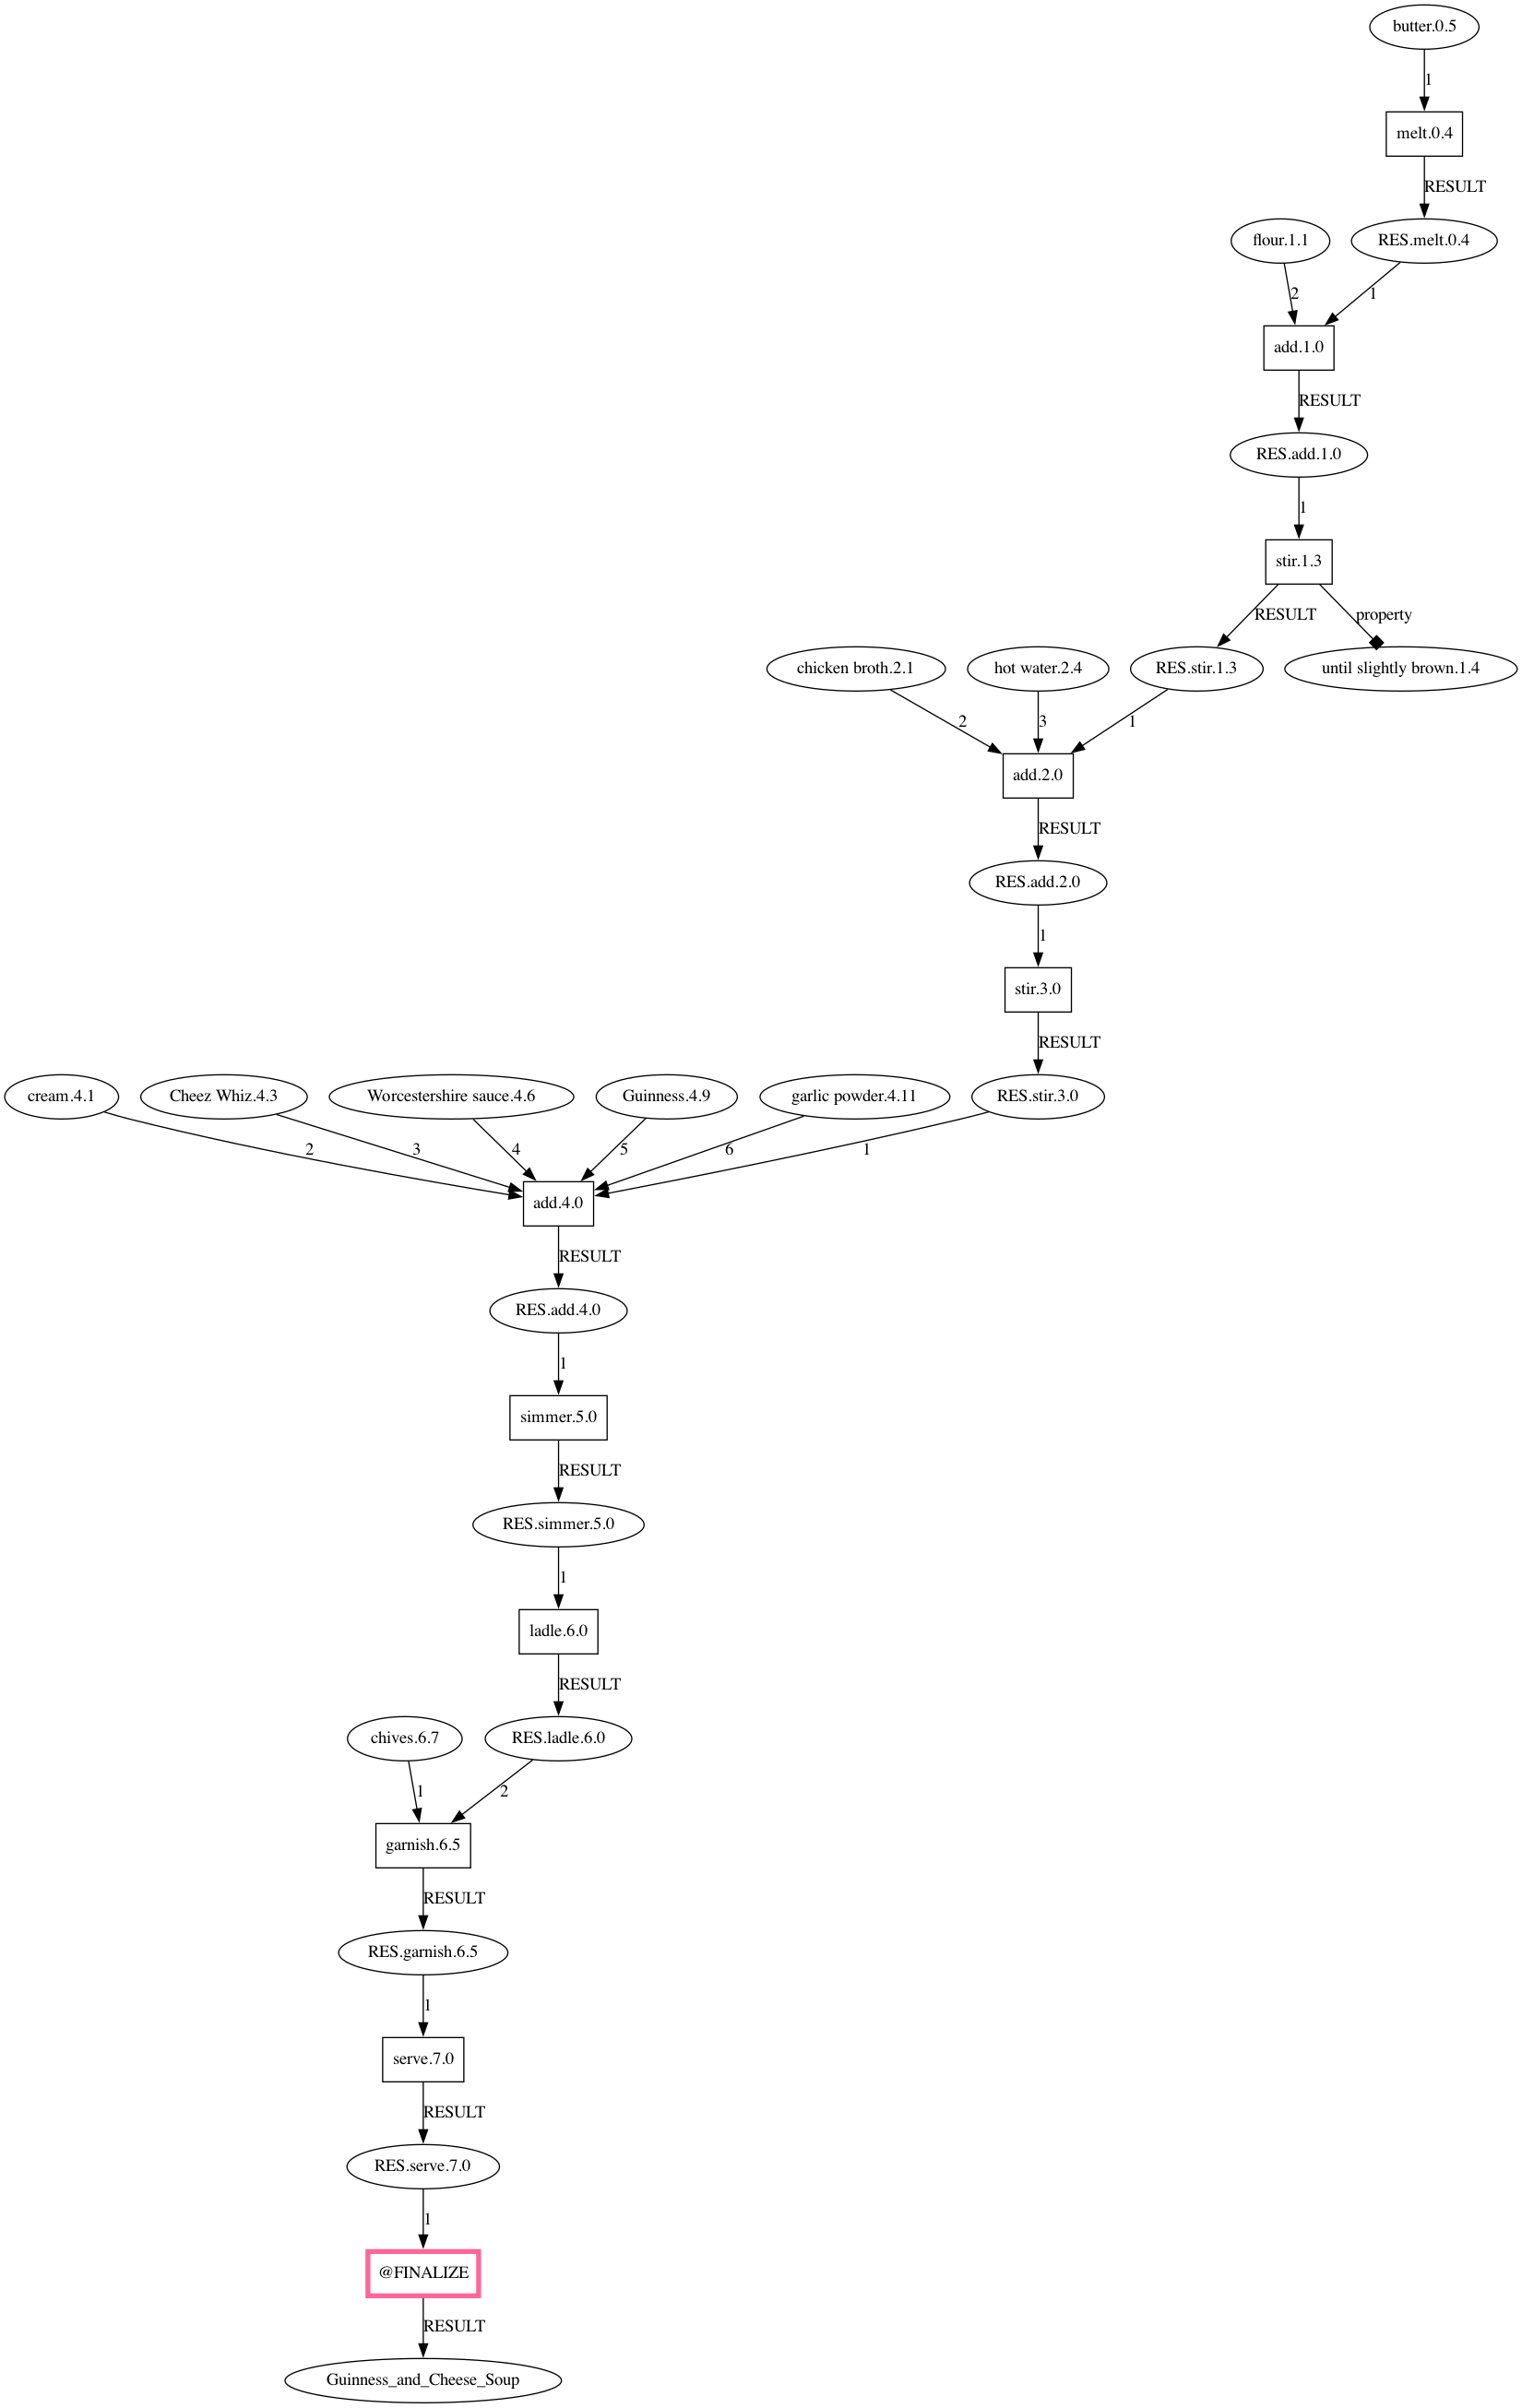 butter.0.5
1
melt.0.4
RESULT
flour.1.1
RES.melt.0.4
2
1
add.1.0
RESULT
RES.add.1.0
1
stir.1.3
RESULT
property
chicken broth.2.1
hot water.2.4
RES.stir.1.3
until slightly brown.1.4
2
3
1
add.2.0
RESULT
RES.add.2.0
1
stir.3.0
RESULT
cream.4.1
Cheez Whiz.4.3
Worcestershire sauce.4.6
Guinness.4.9
garlic powder.4.11
RES.stir.3.0
2
3
4
5
6
1
add.4.0
RESULT
RES.add.4.0
1
simmer.5.0
RESULT
RES.simmer.5.0
1
ladle.6.0
RESULT
chives.6.7
RES.ladle.6.0
1
2
garnish.6.5
RESULT
RES.garnish.6.5
1
serve.7.0
RESULT
RES.serve.7.0
1
@FINALIZE
RESULT
Guinness_and_Cheese_Soup